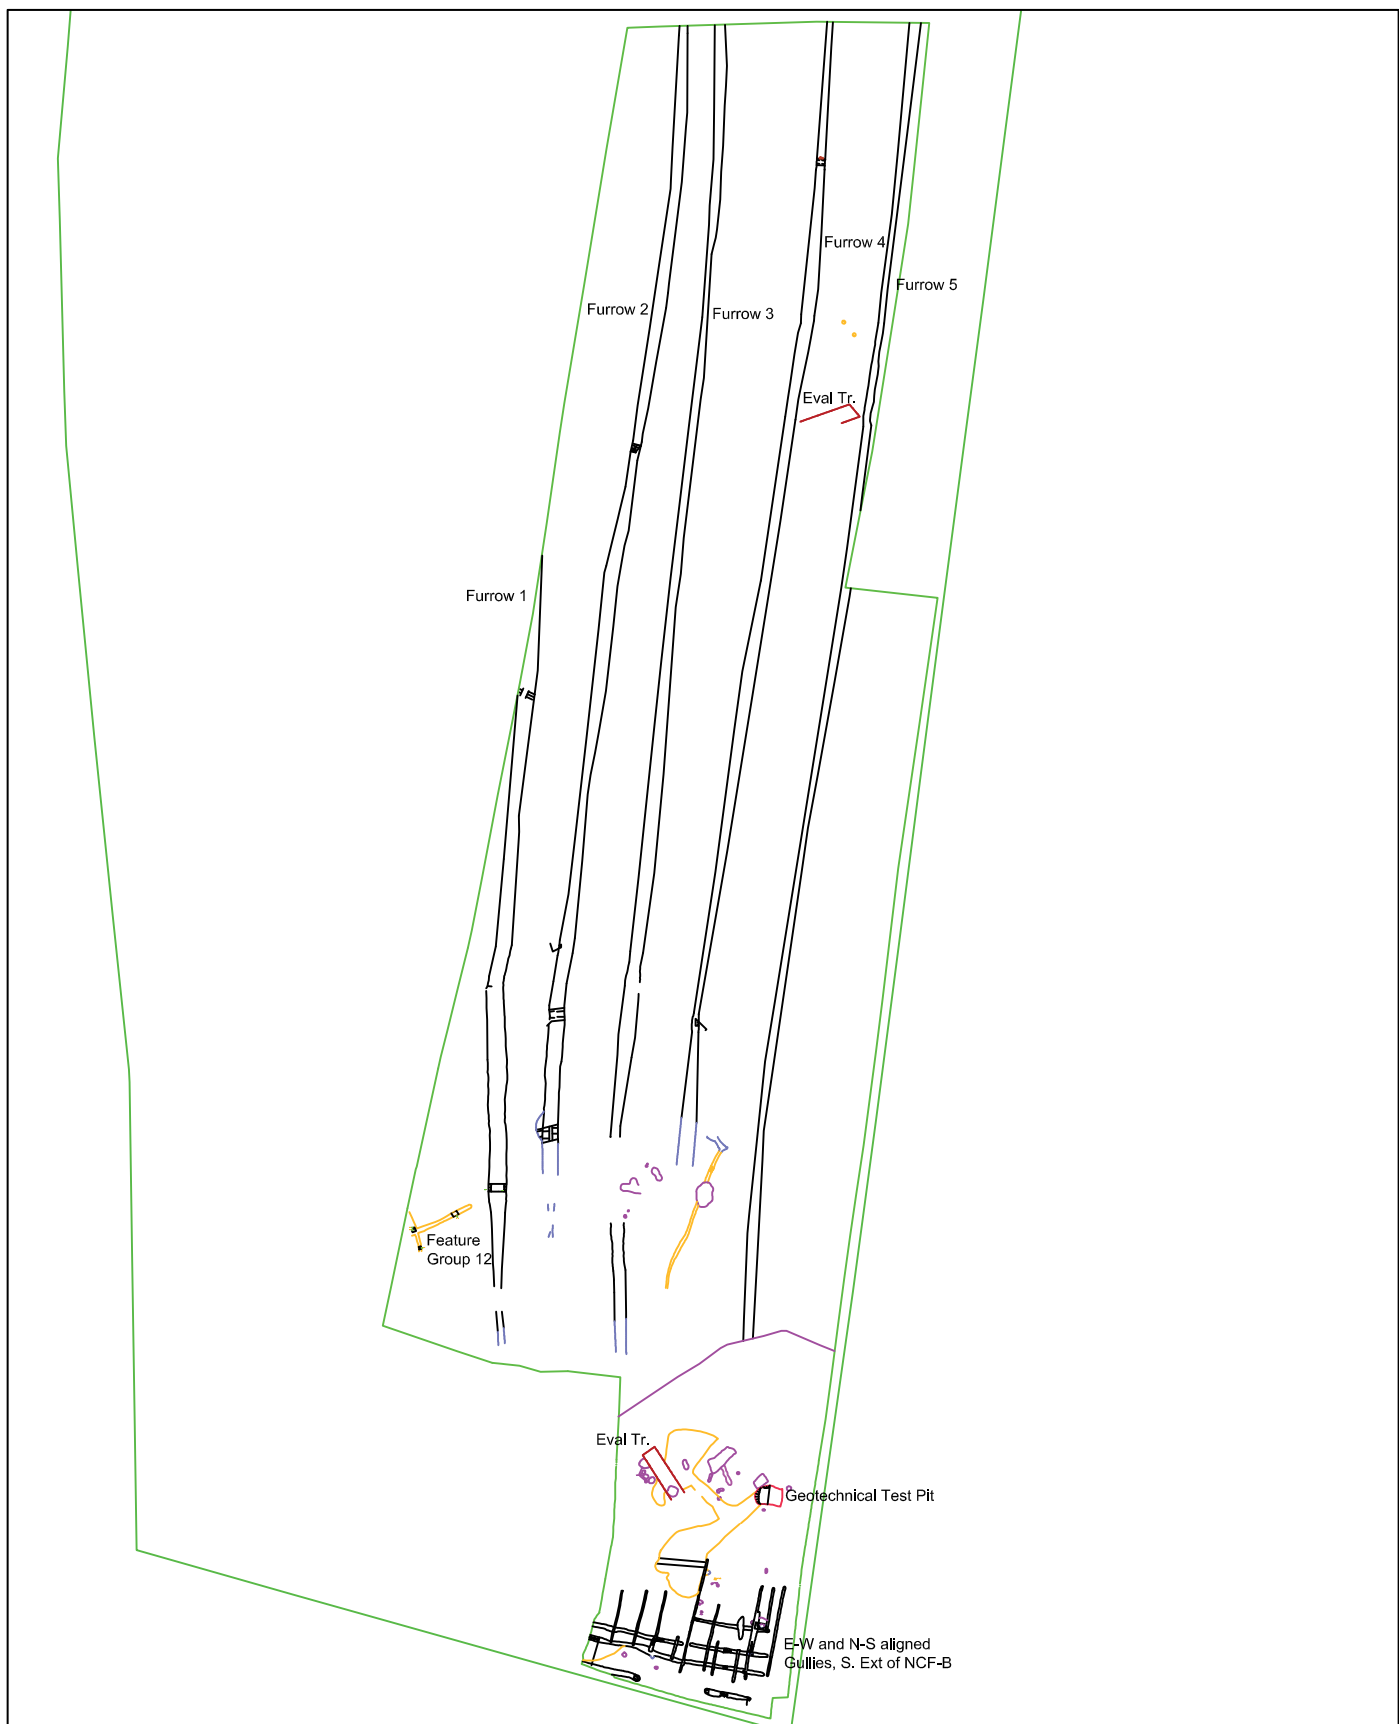 Furrow 4
Furrow 5
Furrow 2
Furrow 3
Eval Tr.
Furrow 1
Feature
Group 12
Eval Tr.
Geotechnical Test Pit
E-W and N-S aligned
Gullies, S. Ext of NCF-B